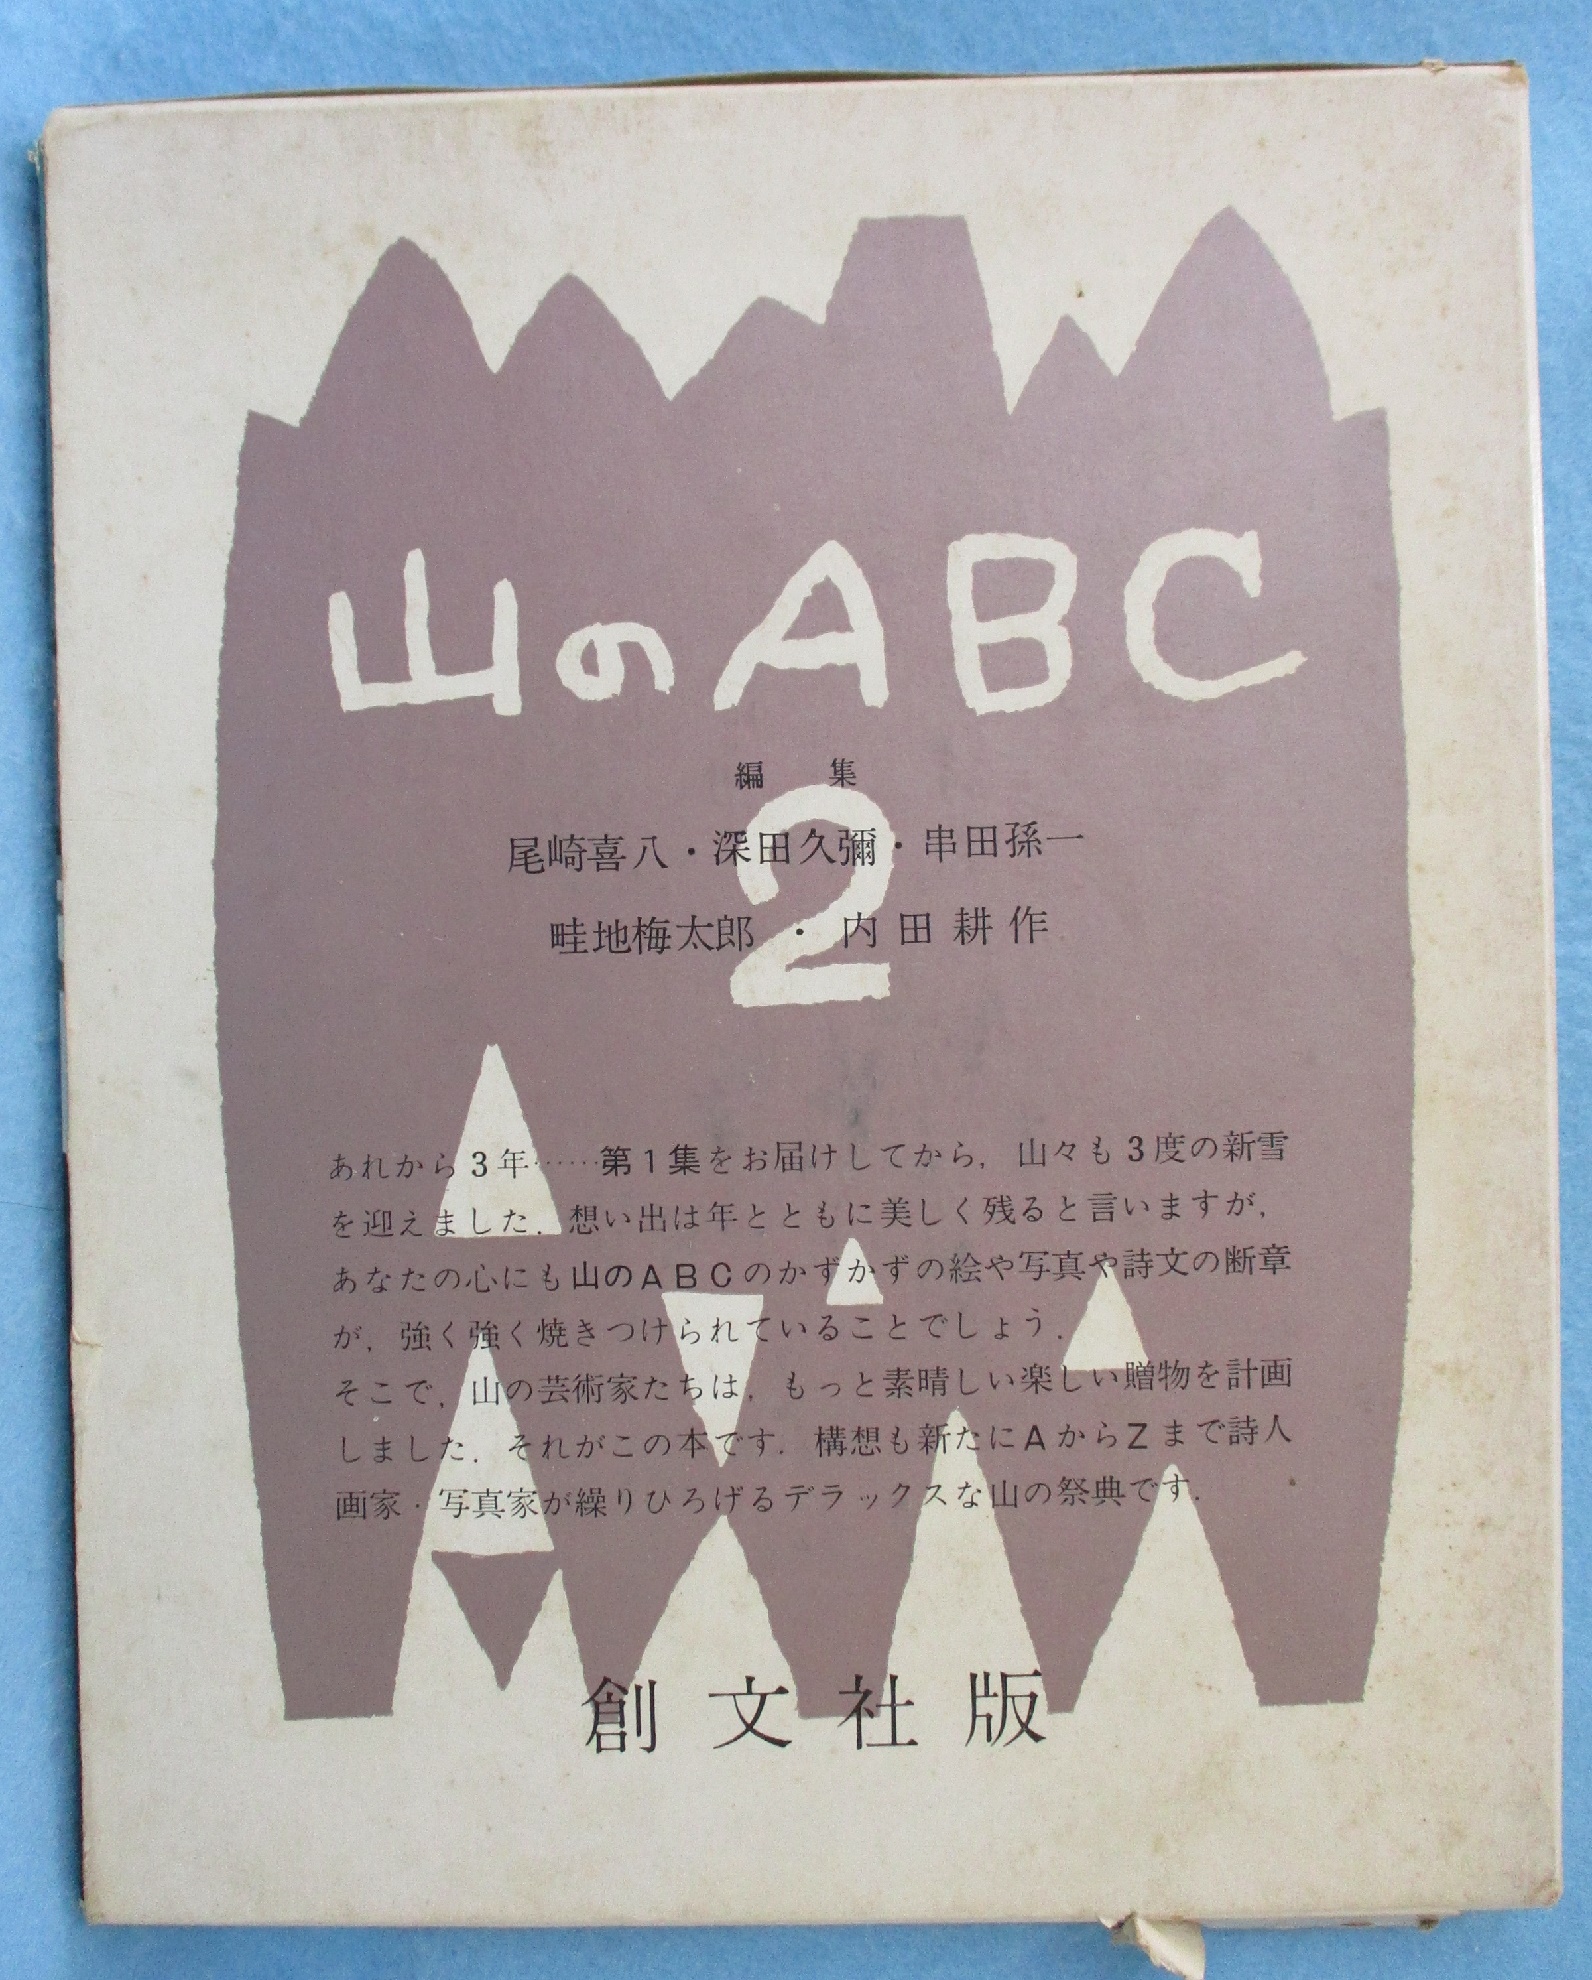 山のABC
2
編 集
尾崎喜八・深田久彌・串田孫一
畦地梅太郎・内田耕作
あれから3年……第1集をお届けしてから，山々も3度の新雪
を迎えました．想い出は年とともに美しく残ると言いますが，
あなたの心にも山のABCのかずかずの絵や写真や詩文の断章
が，強く強く焼きつけられていることでしょう．
そこで，山の芸術家たちは，もっと素晴しい楽しい贈物を計画
しました．それがこの本です．構想も新たにAからZまで詩人
画家・写真家が繰りひろげるデラックスな山の祭典です．
創文社版